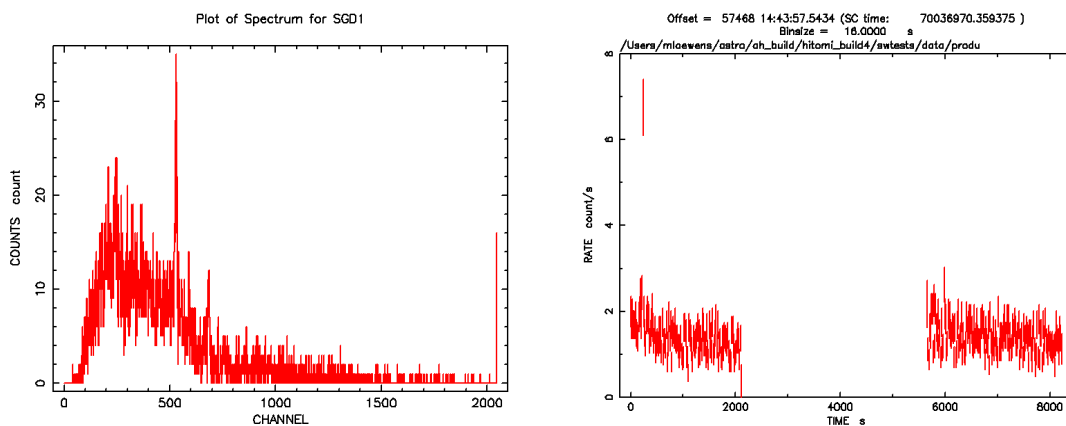 Plot of Spectrum for SGD1
COUNTS count
0
10
20
30
0
500
1000
1500
2000
CHANNEL
Offset = 57468 14:43:57.5434 (SC time: 70036970.359375 )
Binsize = 16.0000 s
/Users/mloewens/astro/ah_build/hitomi_build4/swtests/data/produ
RATE count/s
0
2
4
6
8
0
2000
4000
6000
8000
TIME s